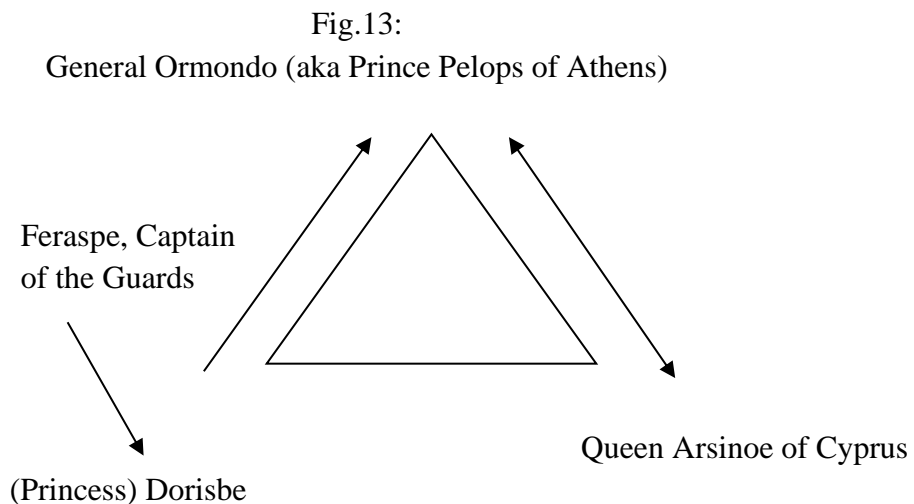 Fig.13:
General Ormondo (aka Prince Pelops of Athens)
Feraspe, Captain
of the Guards
Queen Arsinoe of Cyprus
(Princess) Dorisbe